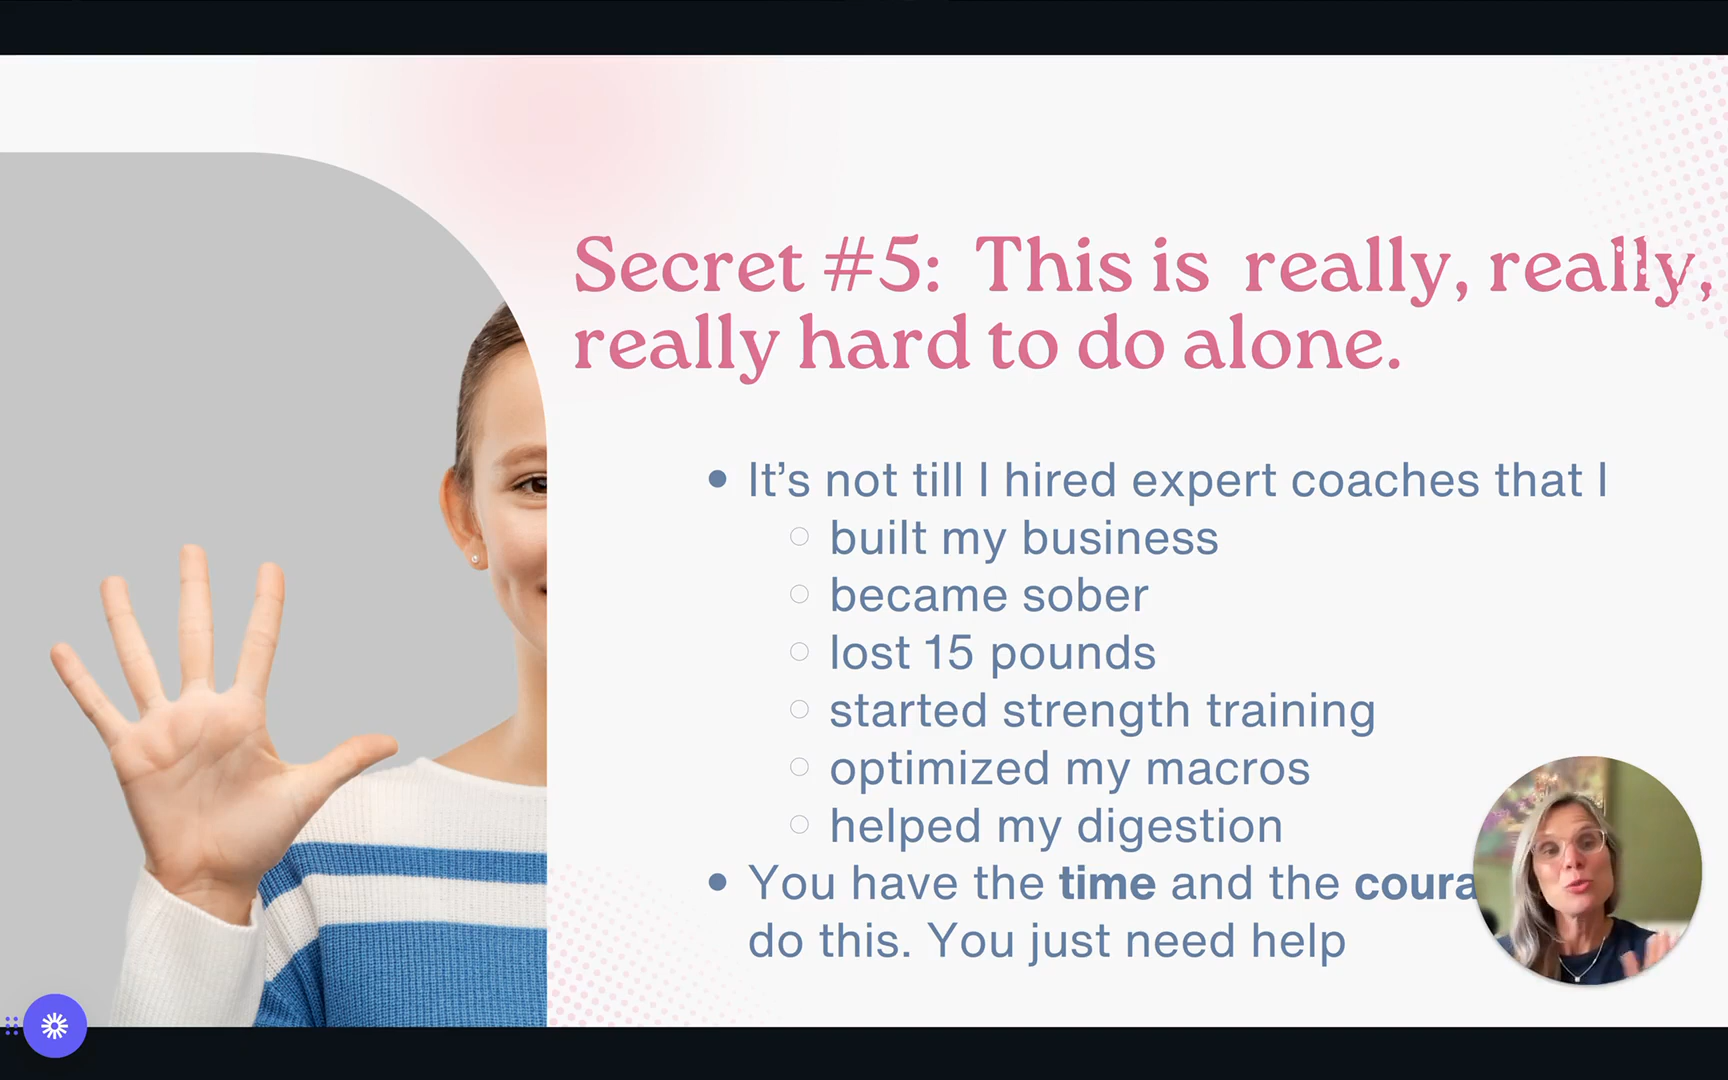 Secret #5: This is really, really,
really hard to do alone.
It's not till I hired expert coaches that I
built my business
became sober
lost 15 pounds
started strength training
optimized my macros
helped my digestion
You have the time and the
do this. You just need help